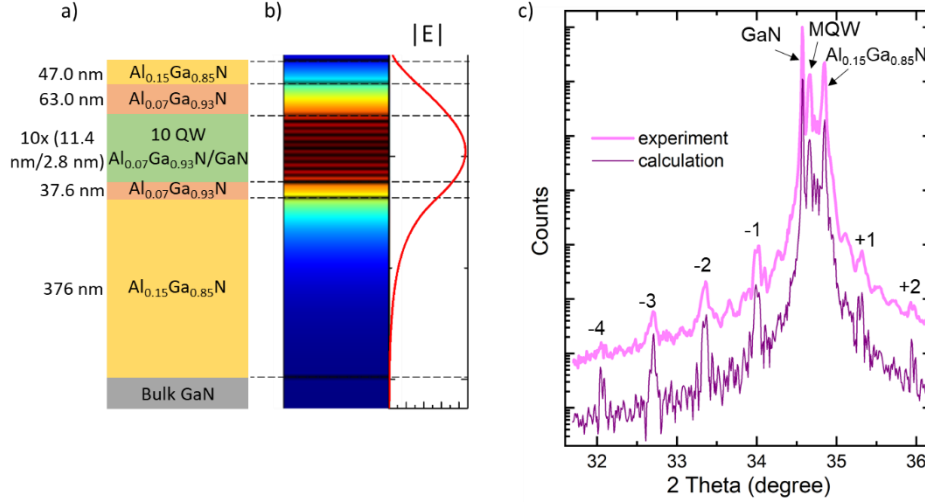 a)
b)
c)
|E|
47.0 nm
Al0.15Ga0.85N
63.0 nm
Al0.07Ga0.93N
10x (11.4
nm/2.8 nm)
10 QW
Al0.07Ga0.93N/GaN
37.6 nm
Al0.07Ga0.93N
376 nm
Al0.15Ga0.85N
Bulk GaN
GaN
MQW
Al0.15Ga0.85N
experiment
calculation
-4
-3
-2
-1
+1
+2
Counts
32 33 34 35 36
2 Theta (degree)